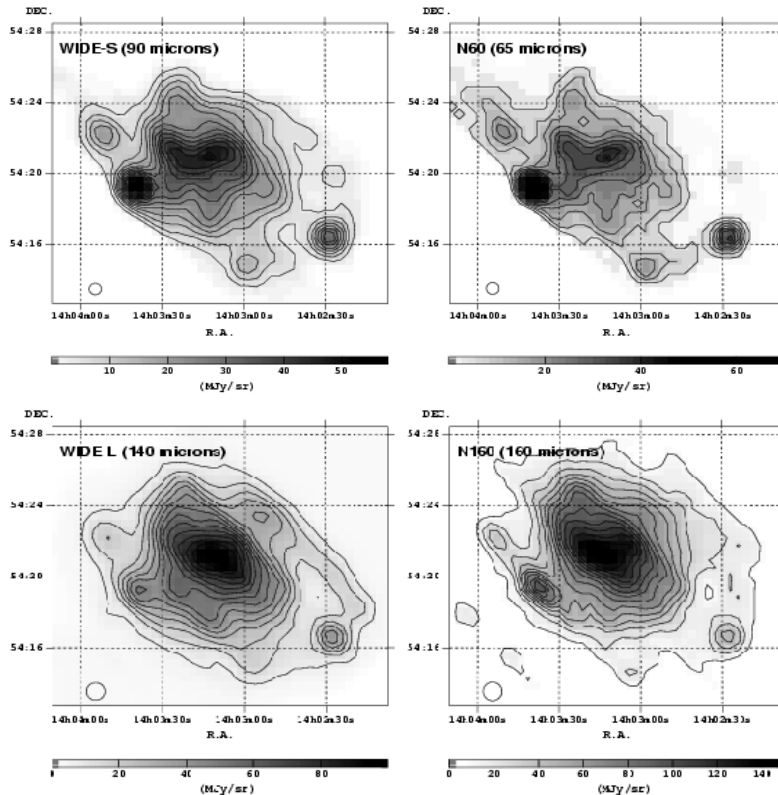 DEC. DEC.
54:28 54:28
WIDE-S (90 microns) N60 (65 microns)
54:24 54:24
54:20 54:20
54:16 54:16
14h04m00s 14h03m30s 14h03m00s 14h02m30s 14h04m00s 14h03m30s 14h03m00s 14h02m30s
R.A. R.A.
10 20 30 40 50 20 40 60
(MJy/sr) (MJy/sr)
DEC. DEC.
54:28 54:28
WIDE L (140 microns) N160 (160 microns)
54:24 54:24
54:20 54:20
54:16 54:16
14h04m00s 14h03m30s 14h03m00s 14h02m30s 14h04m00s 14h03m30s 14h03m00s 14h02m30s
R.A. R.A.
0 20 40 60 80 0 20 40 60 80 100 120 140
(MJy/sr) (MJy/sr)